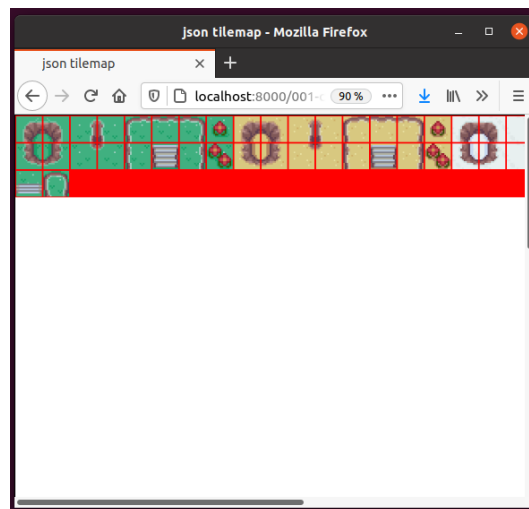 json tilemap - Mozilla Firefox
json tilemap
localhost:8000/001-
90%